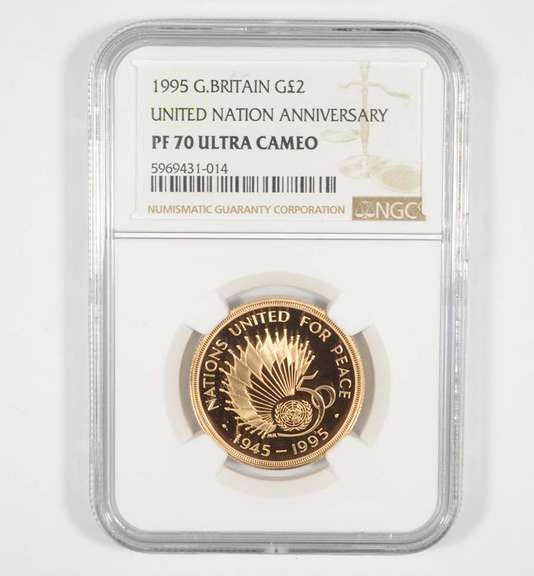 1995 G.BRITAIN G£2
UNITED NATION ANNIVERSARY
PF 70 ULTRA CAMEO
5969431-014
NUMISMATIC GUARANTY CORPORATION
NGC
NATIONS UNITED FOR PEACE
50
· 1945–1995 ·